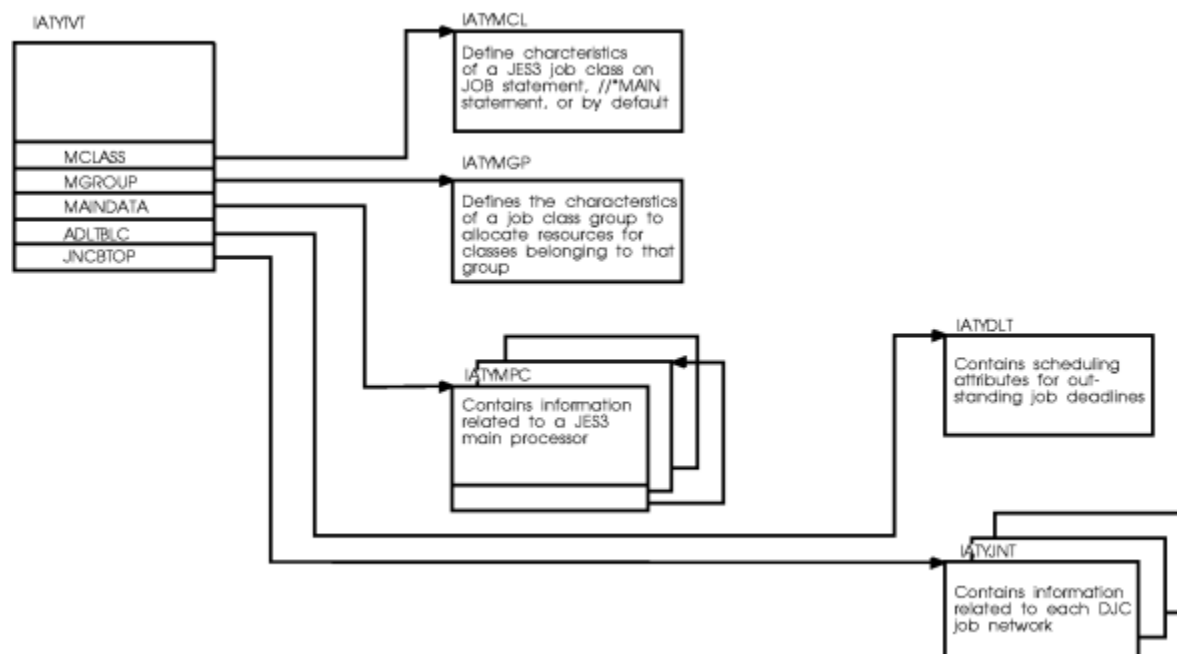 IATYIVT
MCLASS
MGROUP
MAINDATA
ADLTBLC
JNCBTOP
IATYMCL
Define charcteristics
of a JES3 job class on
JOB statement, //*MAIN
statement, or by default
IATYMGP
Defines the characterstics
of a job class group to
allocate resources for
classes belonging to that
group
IATYMPC
Contains information
related to a JES3
main processor
IATYDLT
Contains scheduling
attributes for out-
standing job deadlines
IATYJNT
Contains information
related to each DJC
job network